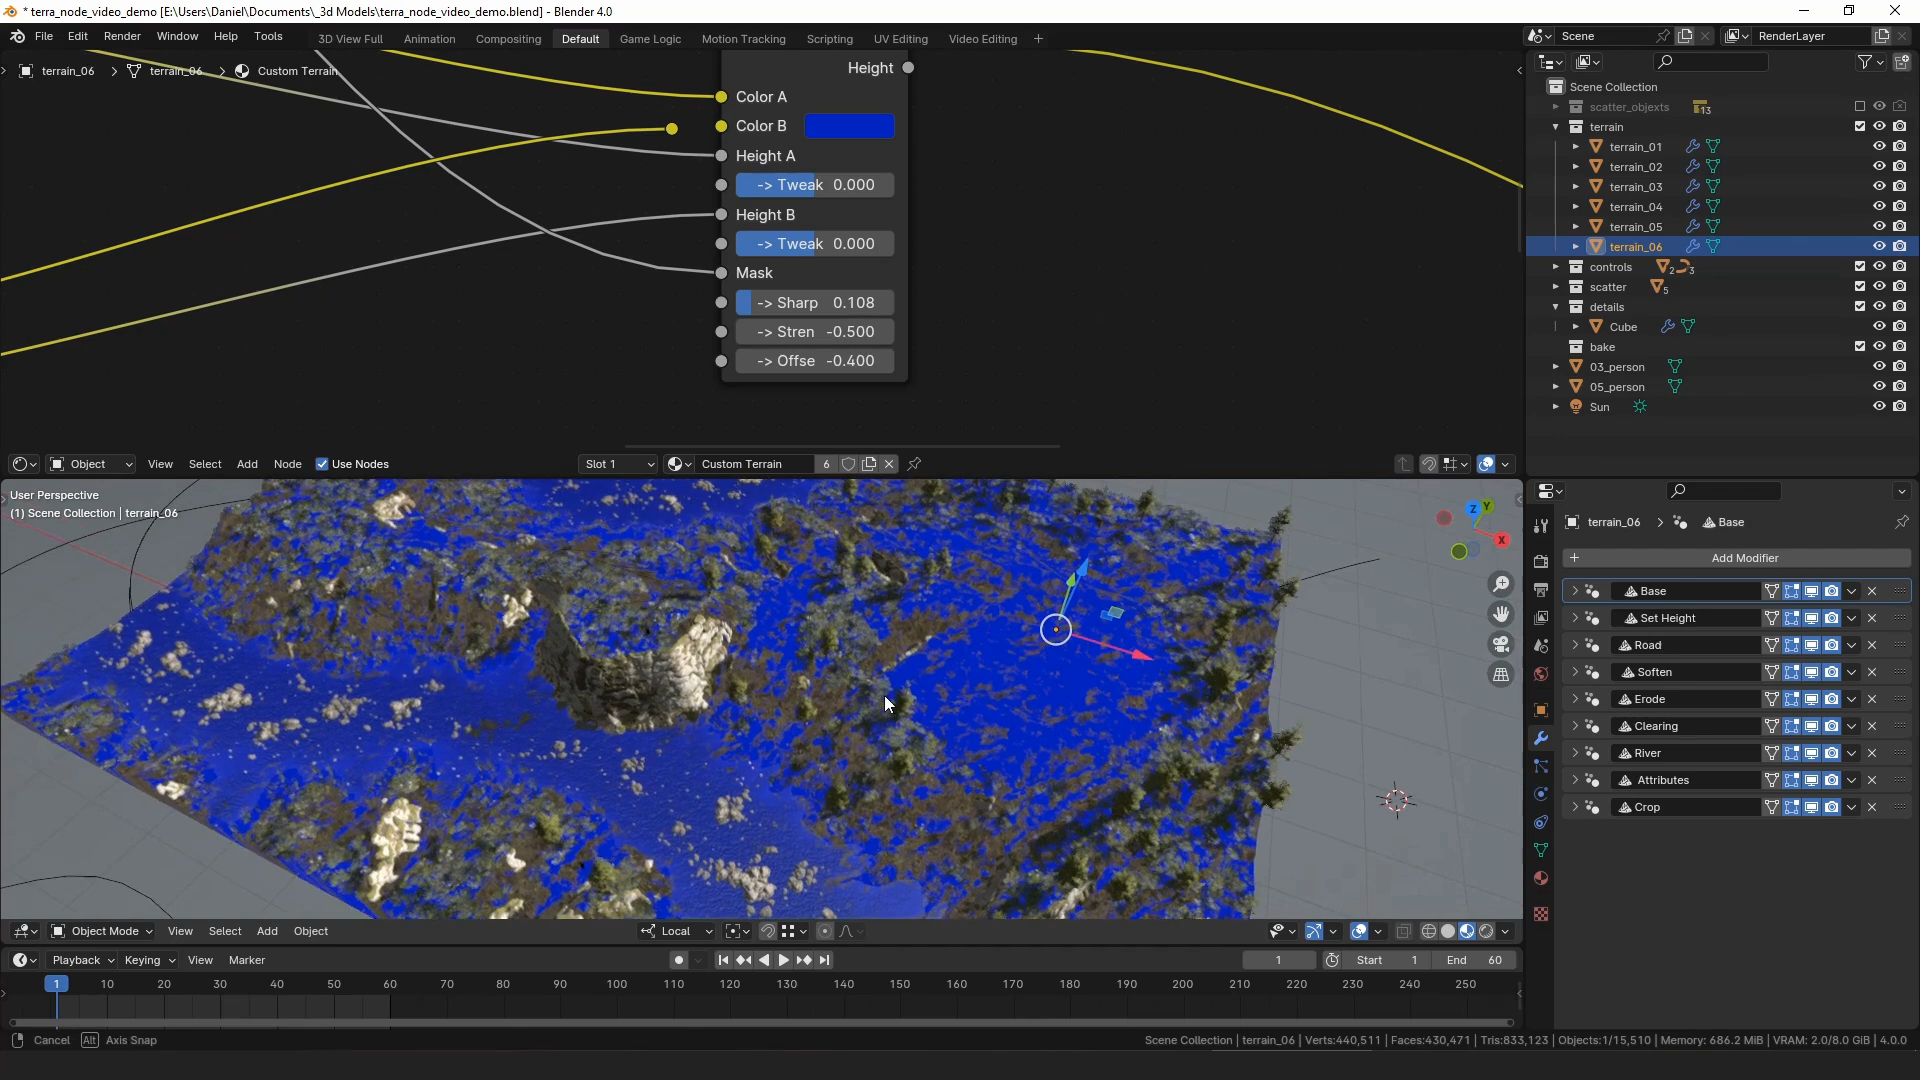 * terra_node_video_demo [E:\Users\Daniel\Documents\_3d Models\terra_node_video_demo.blend] - Blender 4.0
File Edit Render Window Help Tools
3D View Full Animation Compositing Default Game Logic Motion Tracking Scripting UV Editing Video Editing +
Scene
RenderLayer
terrain_06 > terrain_06 > Custom Terrain
Height
Color A
Color B
Height A
-> Tweak 0.000
Height B
-> Tweak 0.000
Mask
-> Sharp 0.108
-> Stren -0.500
-> Offse -0.400
Scene Collection
scatter_objexts 13
terrain
terrain_01
terrain_02
terrain_03
terrain_04
terrain_05
terrain_06
controls 2 3
scatter 5
details
Cube
bake
03_person
05_person
Sun
Object View Select Add Node Use Nodes Slot 1 Custom Terrain 6
User Perspective
(1) Scene Collection | terrain_06
Z Y
X
terrain_06 > Base
+ Add Modifier
Base
Set Height
Road
Soften
Erode
Clearing
River
Attributes
Crop
Object Mode View Select Add Object Local
Playback Keying View Marker 1 Start 1 End 60
1 10 20 30 40 50 60 70 80 90 100 110 120 130 140 150 160 170 180 190 200 210 220 230 240 250
Cancel Alt Axis Snap
Scene Collection | terrain_06 | Verts:440,511 | Faces:430,471 | Tris:833,123 | Objects:1/15,510 | Memory: 686.2 MiB | VRAM: 2.0/8.0 GiB | 4.0.0